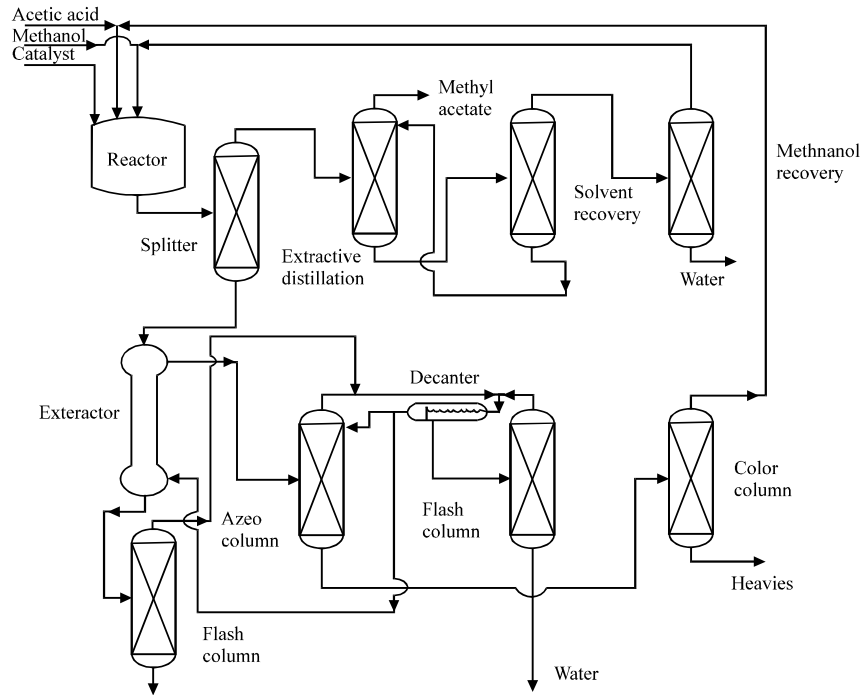 Acetic acid
Methanol
Catalyst
Reactor
Splitter
Methyl
acetate
Extractive
distillation
Solvent
recovery
Methnanol
recovery
Water
Exteractor
Decanter
Azeo
column
Flash
column
Color
column
Heavies
Flash
column
Water